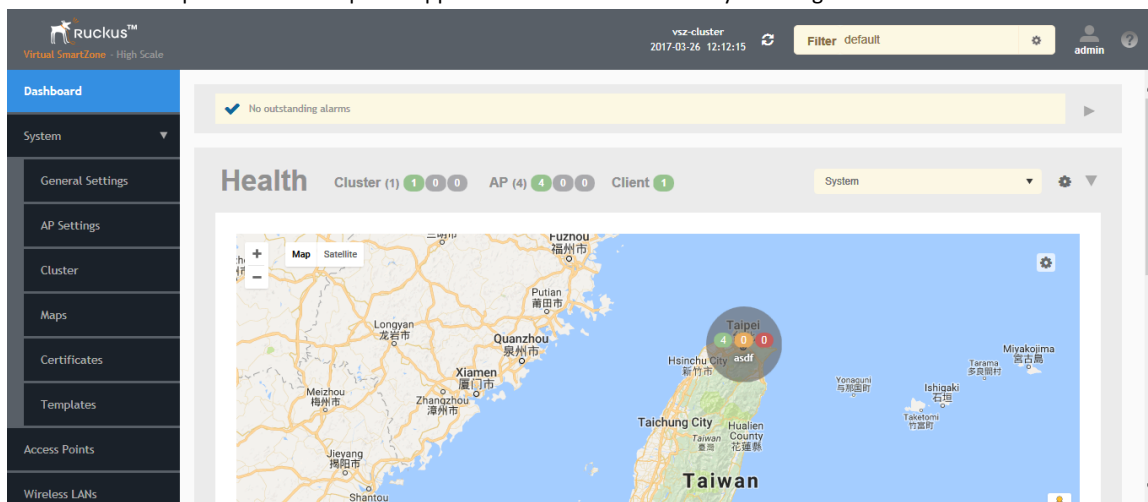 RUCKUS™
Virtual SmartZone - High Scale
vsz-cluster
2017-03-26 12:12:15
Filter default
admin
Dashboard
System
General Settings
AP Settings
Cluster
Maps
Certificates
Templates
Access Points
Wireless LANs
No outstanding alarms
Health
Cluster (1) 1 0 0
AP (4) 4 0 0
Client 1
System
Map Satellite
Fuzhou
福州市
Putian
莆田市
Longyan
龙岩市
Quanzhou
泉州市
Xiamen
厦门市
Meizhou
梅州市
Zhangzhou
漳州市
Jieyang
揭阳市
Shantou
Taipei
4 0 0
asdf
Hsinchu City
新竹市
Taichung City
Hualien
County
花蓮縣
Taiwan
臺灣
Taiwan
Yonaguni
与那国町
Ishigaki
石垣
Taketomi
竹富町
Tarama
多良間村
Miyakojima
宮古島